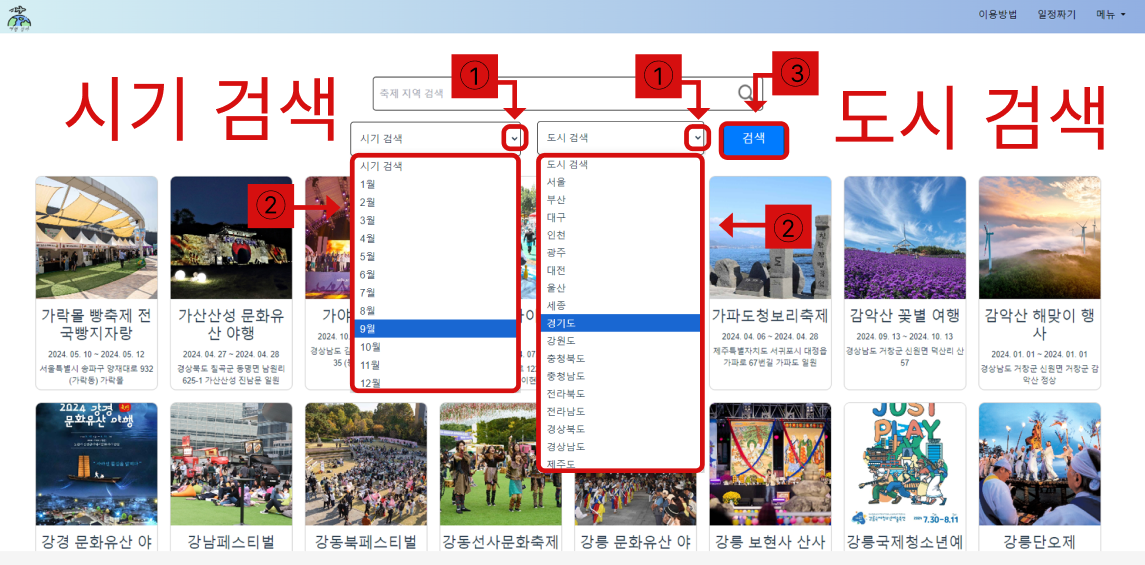 이용방법 일정짜기 메뉴
시기 검색
도시 검색
축제 지역 검색
①
①
③
시기 검색
도시 검색
검색
시기 검색
1월
2월
3월
4월
5월
6월
7월
8월
9월
10월
11월
12월
②
도시 검색
서울
부산
대구
인천
광주
대전
울산
세종
경기도
강원도
충청북도
충청남도
전라북도
전라남도
경상북도
경상남도
제주도
②
가락몰 빵축제 전
국빵지자랑
2024. 05. 10 ~ 2024. 05. 12
서울특별시 송파구 양재대로 932
(가락동) 가락몰
가산산성 문화유
산 야행
2024. 04. 27 ~ 2024. 04. 28
경상북도 칠곡군 동명면 남원리
625-1 가산산성 진남문 일원
가야
2024. 10
경상남도 김
35 (
가파도청보리축제
2024. 04. 06 ~ 2024. 04. 28
제주특별자치도 서귀포시 대정읍
가파로 67번길 가파도 일원
감악산 꽃별 여행
2024. 09. 13 ~ 2024. 10. 13
경상남도 거창군 신원면 덕산리 산
57
감악산 해맞이 행
사
2024. 01. 01 ~ 2024. 01. 01
경상남도 거창군 신원면 거창군 감
악산 정상
2024 강경
문화유산 야행
강경 문화유산 야
강남페스티벌
강동북페스티벌
강동선사문화축제
강릉 문화유산 야
강릉 보현사 산사
JUST
PLAY
7.30~8.11
강릉국제청소년예
강릉단오제